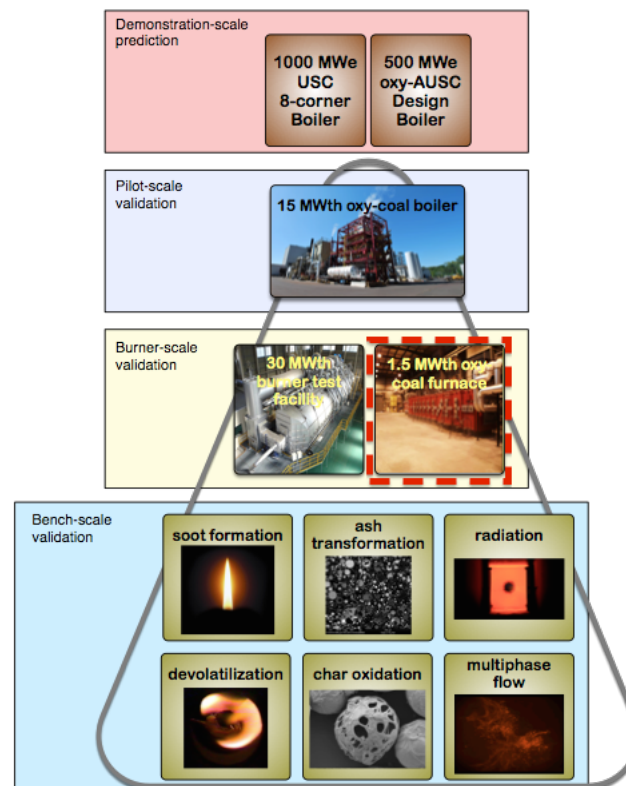 Demonstration-scale
prediction
1000 MWe
USC
8-corner
Boiler
500 MWe
oxy-AUSC
Design
Boiler
Pilot-scale
validation
15 MWth oxy-coal boiler
Burner-scale
validation
30 MWth
burner test
facility
1.5 MWth oxy-
coal furnace
Bench-scale
validation
soot formation
ash
transformation
radiation
devolatilization
char oxidation
multiphase
flow